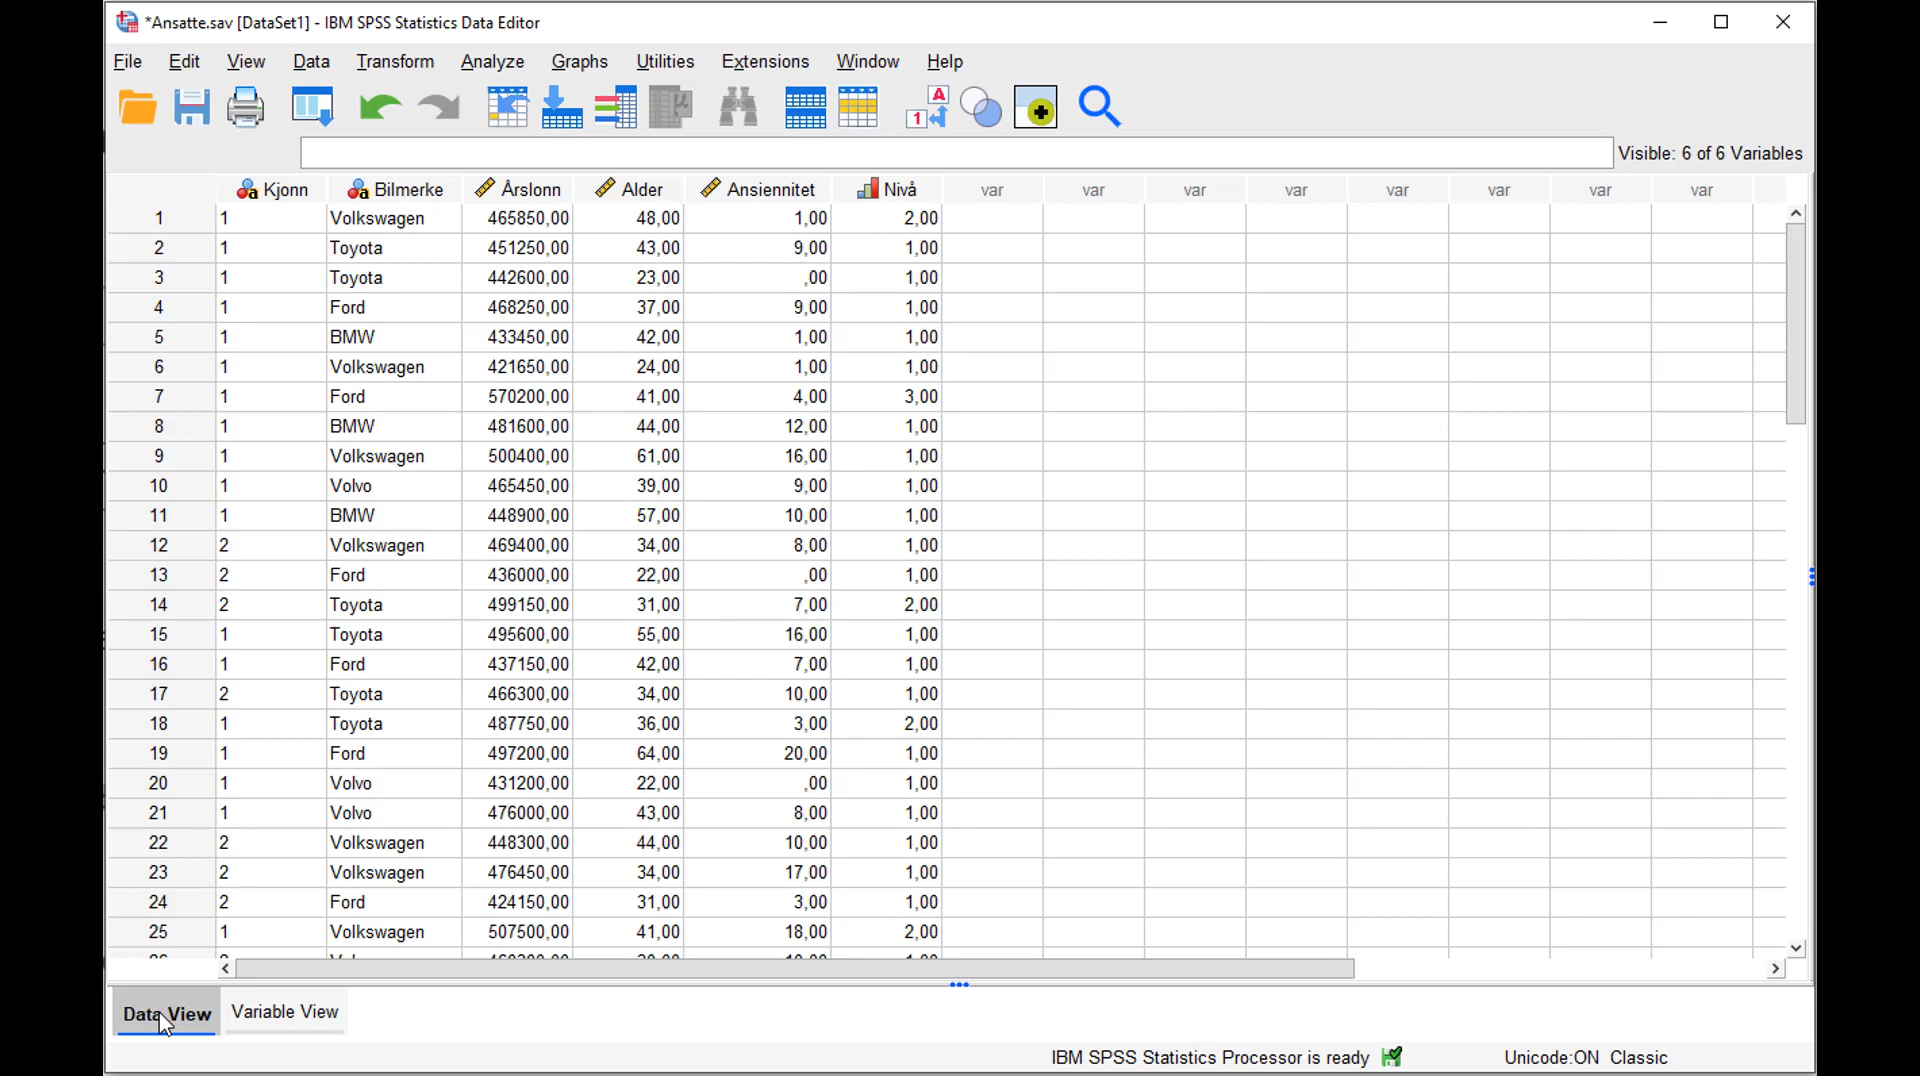 *Ansatte.sav [DataSet1] - IBM SPSS Statistics Data Editor
File Edit View Data Transform Analyze Graphs Utilities Extensions Window Help
Visible: 6 of 6 Variables
Kjonn Bilmerke Årslonn Alder Ansiennitet Nivå var var var var var var var var
1 1 Volkswagen 465850,00 48,00 1,00 2,00
2 1 Toyota 451250,00 43,00 9,00 1,00
3 1 Toyota 442600,00 23,00 ,00 1,00
4 1 Ford 468250,00 37,00 9,00 1,00
5 1 BMW 433450,00 42,00 1,00 1,00
6 1 Volkswagen 421650,00 24,00 1,00 1,00
7 1 Ford 570200,00 41,00 4,00 3,00
8 1 BMW 481600,00 44,00 12,00 1,00
9 1 Volkswagen 500400,00 61,00 16,00 1,00
10 1 Volvo 465450,00 39,00 9,00 1,00
11 1 BMW 448900,00 57,00 10,00 1,00
12 2 Volkswagen 469400,00 34,00 8,00 1,00
13 2 Ford 436000,00 22,00 ,00 1,00
14 2 Toyota 499150,00 31,00 7,00 2,00
15 1 Toyota 495600,00 55,00 16,00 1,00
16 1 Ford 437150,00 42,00 7,00 1,00
17 2 Toyota 466300,00 34,00 10,00 1,00
18 1 Toyota 487750,00 36,00 3,00 2,00
19 1 Ford 497200,00 64,00 20,00 1,00
20 1 Volvo 431200,00 22,00 ,00 1,00
21 1 Volvo 476000,00 43,00 8,00 1,00
22 2 Volkswagen 448300,00 44,00 10,00 1,00
23 2 Volkswagen 476450,00 34,00 17,00 1,00
24 2 Ford 424150,00 31,00 3,00 1,00
25 1 Volkswagen 507500,00 41,00 18,00 2,00
Data View Variable View
IBM SPSS Statistics Processor is ready Unicode:ON Classic